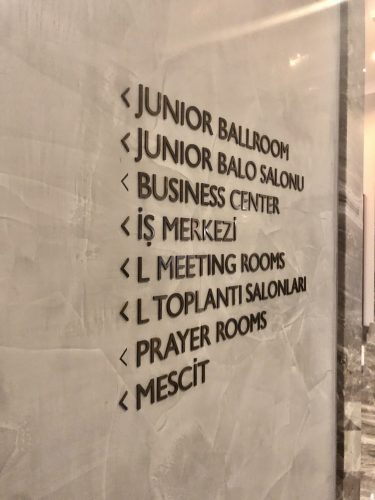 < JUNIOR BALLROOM
< JUNIOR BALO SALONU
< BUSINESS CENTER
< İŞ MERKEZİ
< L MEETING ROOMS
< L TOPLANTI SALONLARI
< PRAYER ROOMS
< MESCİT